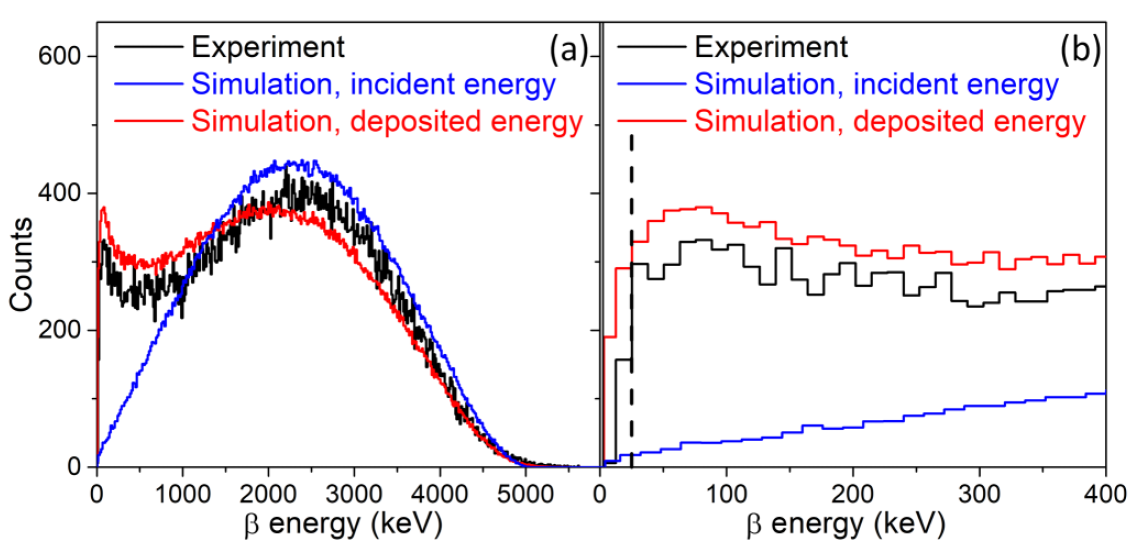 Experiment (a)
Simulation, incident energy
Simulation, deposited energy
Experiment (b)
Simulation, incident energy
Simulation, deposited energy
Counts
600
400
200
0
0 1000 2000 3000 4000 5000
β energy (keV)
0 100 200 300 400
β energy (keV)